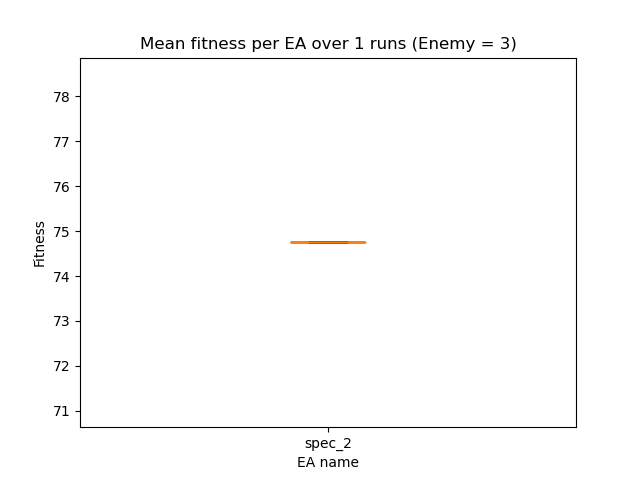 Mean fitness per EA over 1 runs (Enemy = 3)
78
77
76
75
74
73
72
71
Fitness
spec_2
EA name